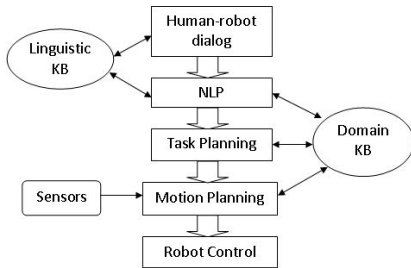 Human-robot
dialog
Linguistic
KB
NLP
Domain
KB
Task Planning
Sensors
Motion Planning
Robot Control